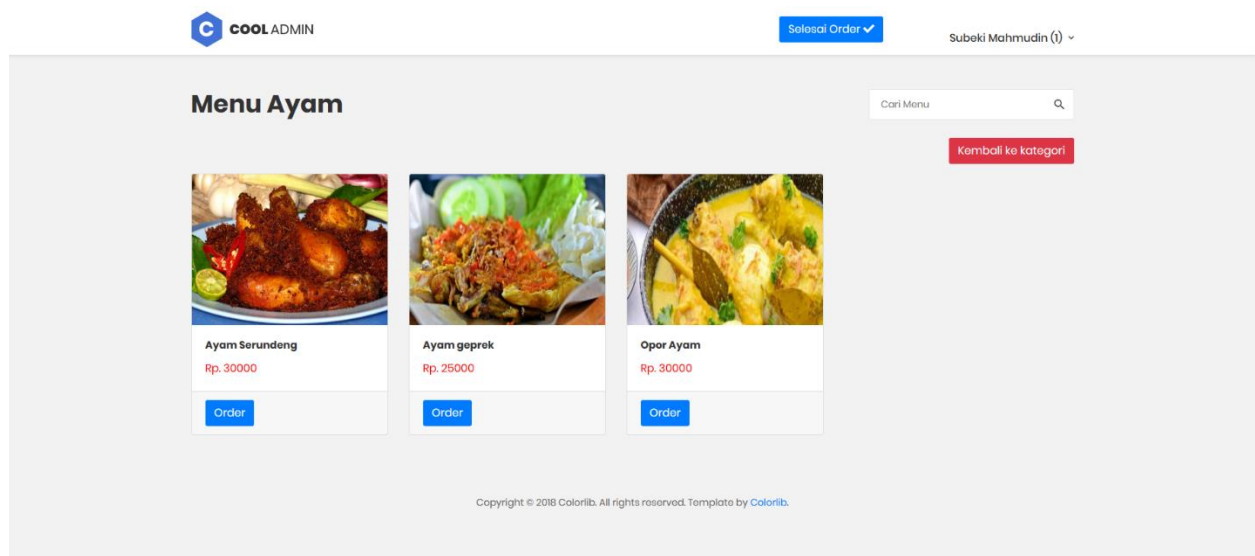 C COOL ADMIN
Selesai Order
Subeki Mahmudin (1)
Menu Ayam
Cari Menu
Kembali ke kategori
Ayam Serundeng
Rp. 30000
Order
Ayam geprek
Rp. 25000
Order
Opor Ayam
Rp. 30000
Order
Copyright © 2018 Colorlib. All rights reserved. Template by Colorlib.